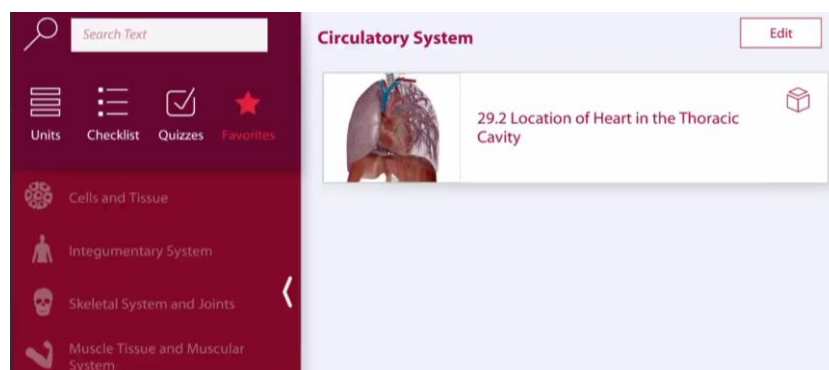 Search Text
Units
Checklist
Quizzes
Favorites
Cells and Tissue
Integumentary System
Skeletal System and Joints
Muscle Tissue and Muscular
System
Circulatory System
Edit
29.2 Location of Heart in the Thoracic
Cavity